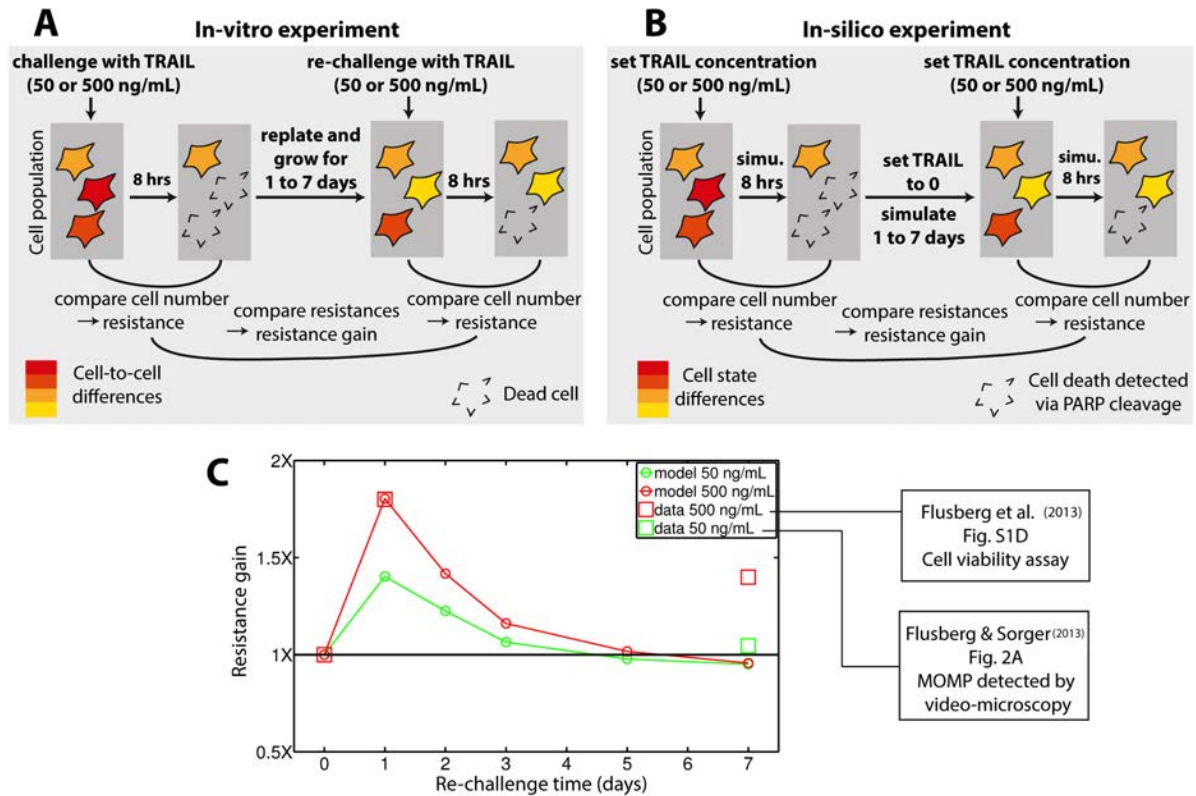 A
In-vitro experiment
challenge with TRAIL
(50 or 500 ng/mL)
re-challenge with TRAIL
(50 or 500 ng/mL)
Cell population
8 hrs
replate and
grow for
1 to 7 days
8 hrs
compare cell number
→ resistance
compare resistances
→ resistance gain
compare cell number
→ resistance
Cell-to-cell
differences
Dead cell
B
In-silico experiment
set TRAIL concentration
(50 or 500 ng/mL)
set TRAIL concentration
(50 or 500 ng/mL)
Cell population
simu.
8 hrs
set TRAIL
to 0
simulate
1 to 7 days
simu.
8 hrs
compare cell number
→ resistance
compare resistances
→ resistance gain
compare cell number
→ resistance
Cell state
differences
Cell death detected
via PARP cleavage
C
2X
1.5X
1X
0.5X
Resistance gain
0 1 2 3 4 5 6 7
Re-challenge time (days)
model 50 ng/mL
model 500 ng/mL
data 500 ng/mL
data 50 ng/mL
Flusberg et al. (2013)
Fig. S1D
Cell viability assay
Flusberg & Sorger (2013)
Fig. 2A
MOMP detected by
video-microscopy